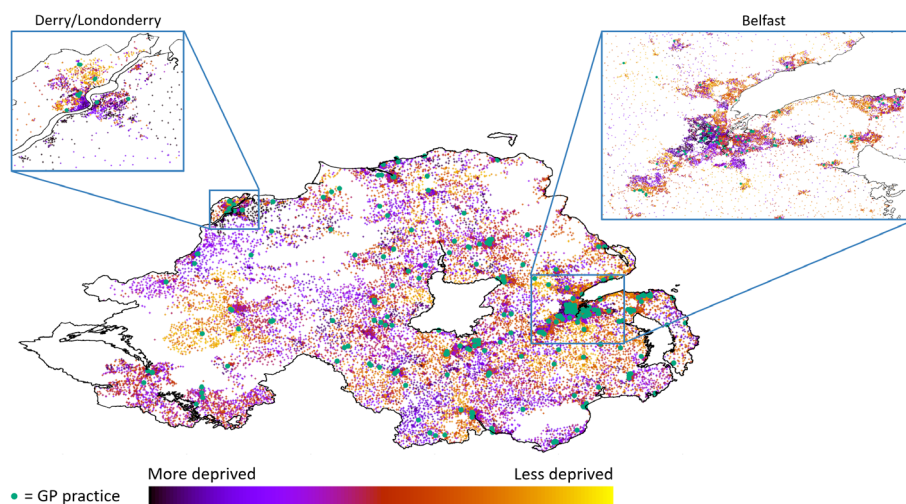 Derry/Londonderry
Belfast
More deprived
Less deprived
= GP practice